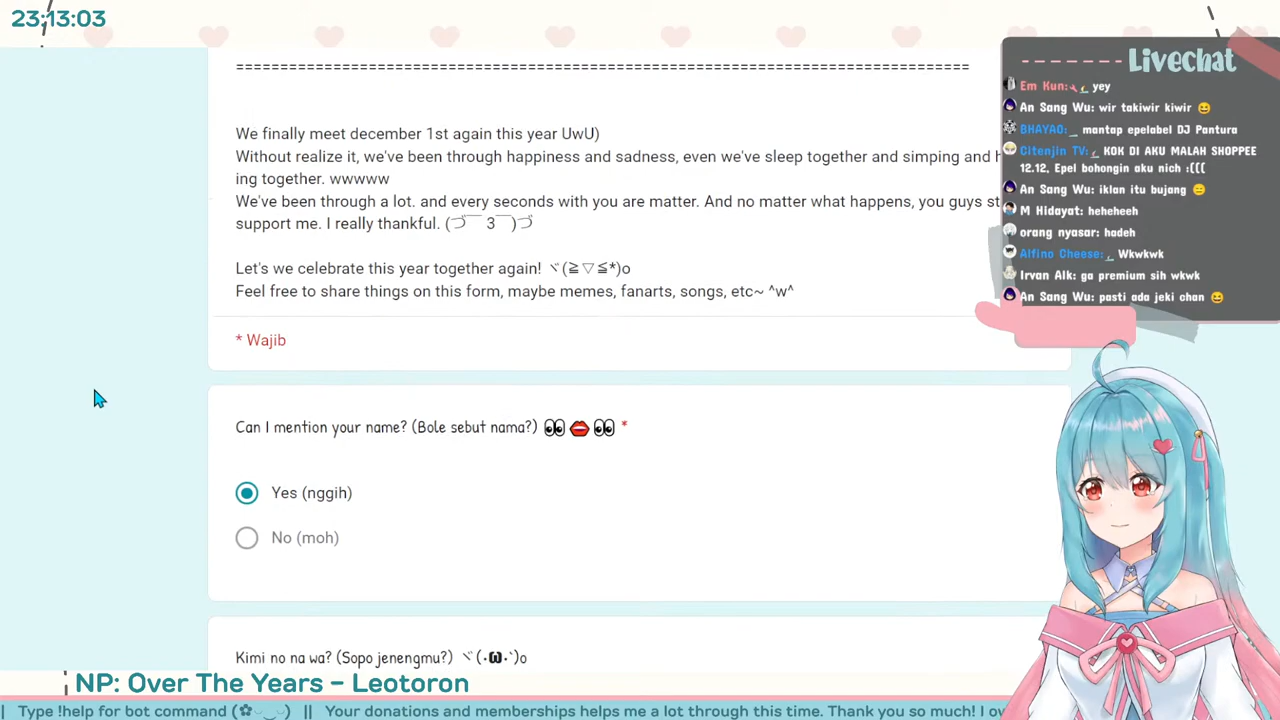 23:13:03
================================================================================
We finally meet december 1st again this year UwU)
Without realize it, we've been through happiness and sadness, even we've sleep together and simping and
ing together. wwwww
We've been through a lot. and every seconds with you are matter. And no matter what happens, you guys
support me. I really thankful. (づ￣ 3￣)づ
Let's we celebrate this year together again! ヾ(≧▽≦*)o
Feel free to share things on this form, maybe memes, fanarts, songs, etc~ ^w^
* Wajib
Can I mention your name? (Bole sebut nama?) 👀👄👀 *
Yes (nggih)
No (moh)
Kimi no na wa? (Sopo jenengmu?) ヾ(･ω･`)o
Livechat
Em Kun: yey
An Sang Wu: wir takiwir kiwir 😆
BHAYAO: mantap epelabel DJ Pantura
Citenjin TV: KOK DI AKU MALAH SHOPPEE
12.12, Epel bohongin aku nich :(((
An Sang Wu: iklan itu bujang 😑
M Hidayat: heheheeh
orang nyasar: hadeh
Alfino Cheese: Wkwkwk
Irvan Alk: ga premium sih wkwk
An Sang Wu: pasti ada jeki chan 😆
NP: Over The Years - Leotoron
|| Type !help for bot command (✿◡‿◡) || Your donations and memberships helps me a lot through this time. Thank you so much! I